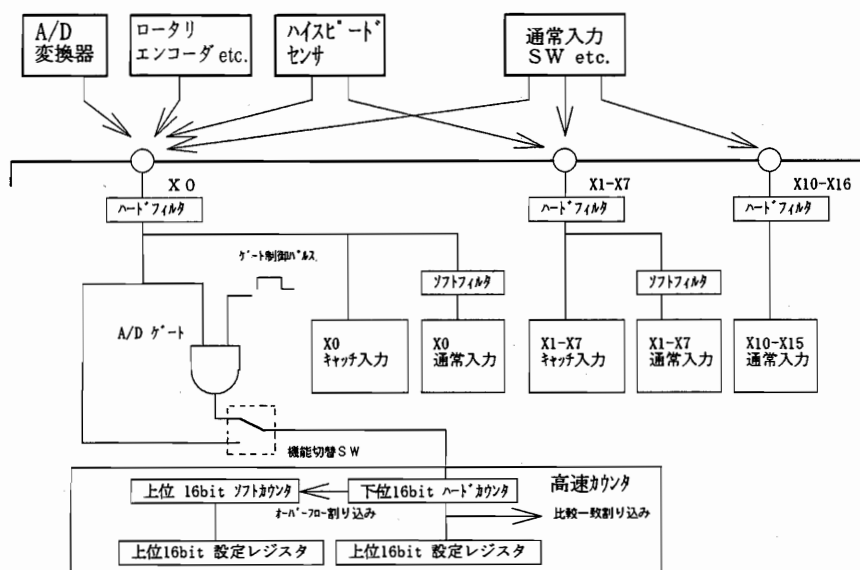 A/D
変換器
ロータリ
エンコーダ etc.
ハイスピード
センサ
通常入力
SW etc.
X0
X1-X7
X10-X16
ハードフィルタ
ハードフィルタ
ハードフィルタ
ゲート制御パルス
ソフトフィルタ
ソフトフィルタ
A/D ゲート
X0
キャッチ入力
X0
通常入力
X1-X7
キャッチ入力
X1-X7
通常入力
X10-X15
通常入力
機能切替SW
高速カウンタ
上位 16bit ソフトカウンタ
下位16bit ハードカウンタ
オーバーフロー割り込み
比較一致割り込み
上位16bit 設定レジスタ
上位16bit 設定レジスタ